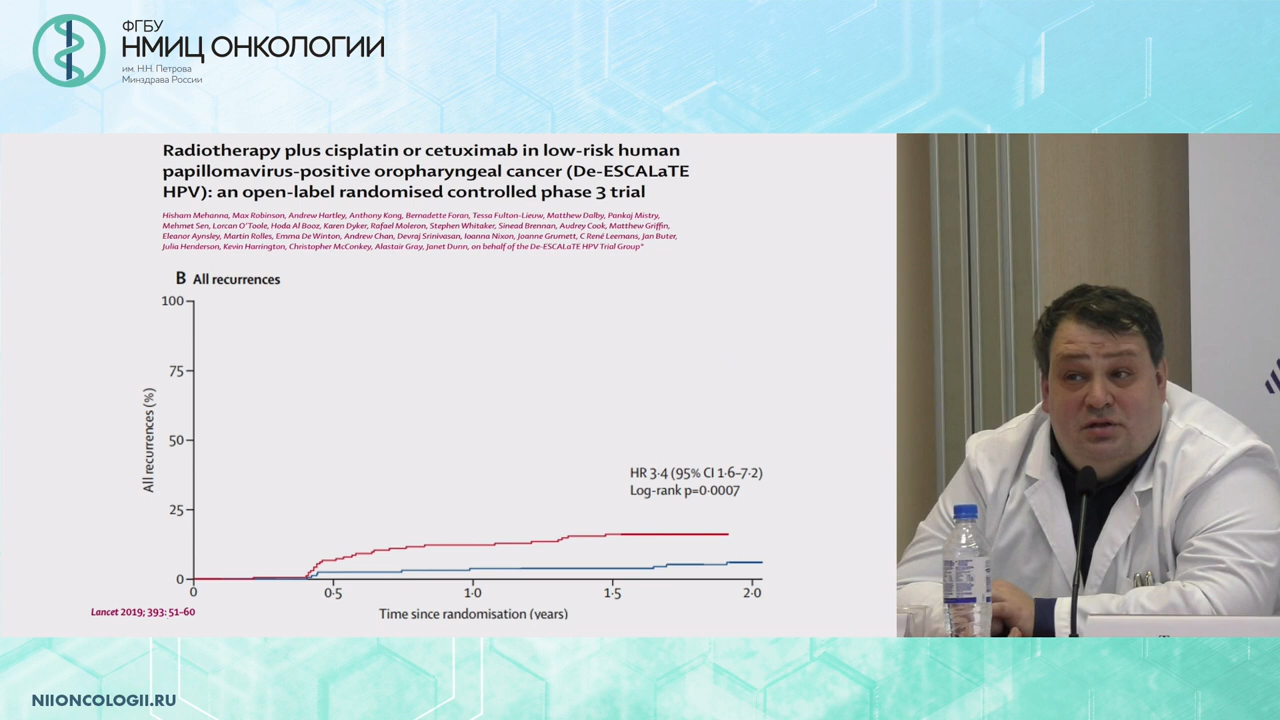 ФГБУ
НМИЦ ОНКОЛОГИИ
им. Н.Н. Петрова
Минздрава России
Radiotherapy plus cisplatin or cetuximab in low-risk human
papillomavirus-positive oropharyngeal cancer (De-ESCALaTE
HPV): an open-label randomised controlled phase 3 trial
Hisham Mehanna, Max Robinson, Andrew Hartley, Anthony Kong, Bernadette Foran, Tessa Fulton-Lieuw, Matthew Dalby, Pankaj Mistry,
Mehmet Sen, Lorcan O'Toole, Hoda Al Booz, Karen Dyker, Rafael Moleron, Stephen Whitaker, Sinead Brennan, Audrey Cook, Matthew Griffin,
Eleanor Aynsley, Martin Rolles, Emma De Winton, Andrew Chan, Devraj Srinivasan, Ioanna Nixon, Joanne Grumett, C René Leemans, Jan Buter,
Julia Henderson, Kevin Harrington, Christopher McConkey, Alastair Gray, Janet Dunn, on behalf of the De-ESCALaTE HPV Trial Group*
B All recurrences
100
75
50
25
0
All recurrences (%)
HR 3·4 (95% CI 1·6–7·2)
Log-rank p=0·0007
0 0·5 1·0 1·5 2·0
Time since randomisation (years)
Lancet 2019; 393: 51–60
NIIONCOLOGII.RU